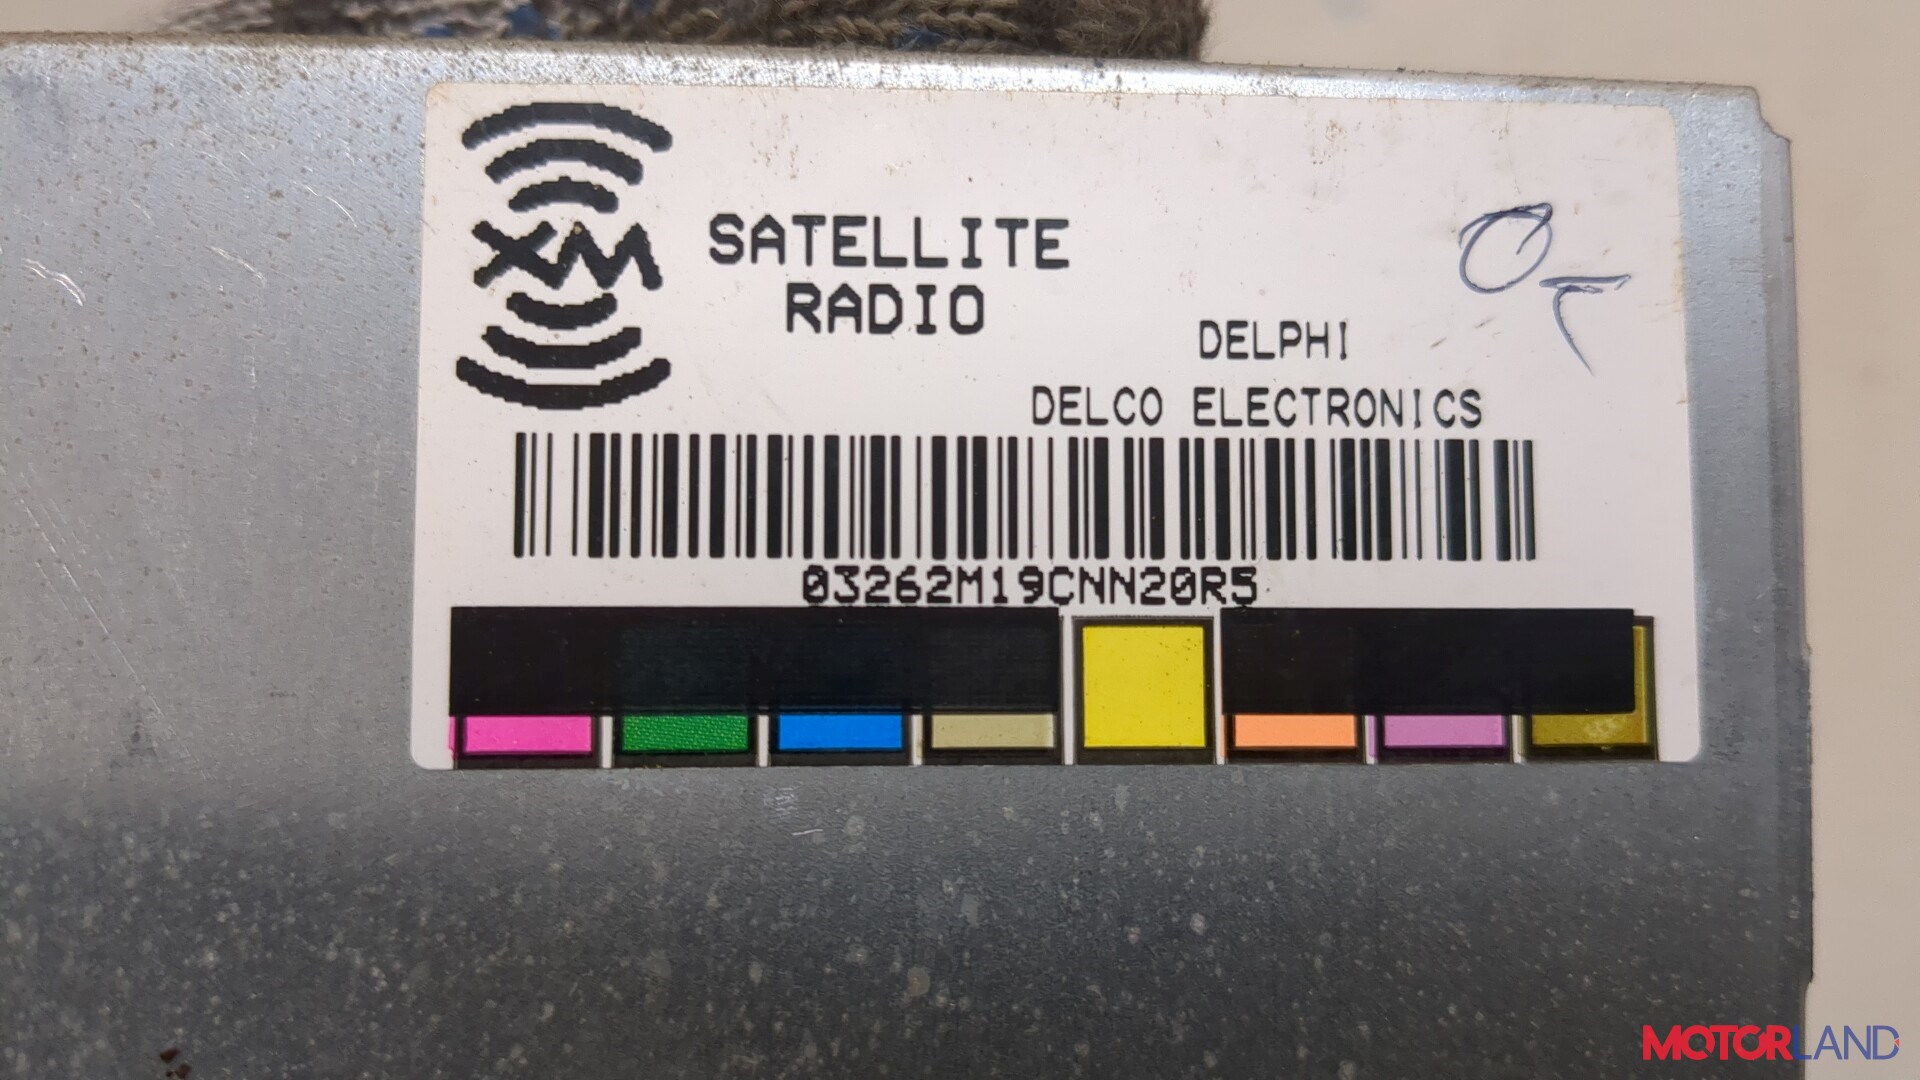 XM
SATELLITE
RADIO
DELPHI
DELCO ELECTRONICS
03262M19CNN20R5
MOTORLAND